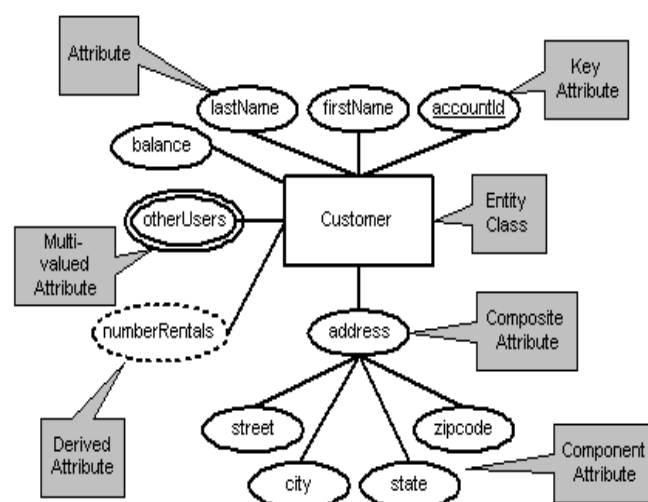 Attribute
Key
Attribute
lastName
firstName
accountId
balance
otherUsers
Customer
Entity
Class
Multi-
valued
Attribute
numberRentals
address
Composite
Attribute
street
zipcode
Derived
Attribute
city
state
Component
Attribute